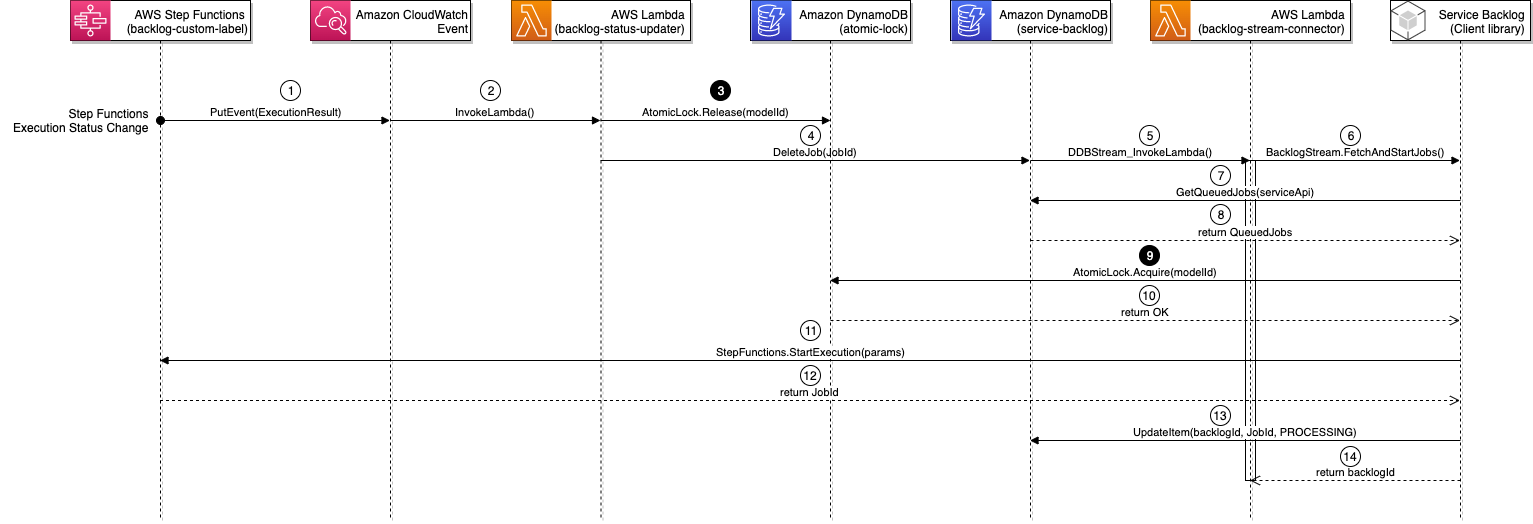 AWS Step Functions
(backlog-custom-label)
Amazon CloudWatch
Event
AWS Lambda
(backlog-status-updater)
Amazon DynamoDB
(atomic-lock)
Amazon DynamoDB
(service-backlog)
AWS Lambda
(backlog-stream-connector)
Service Backlog
(Client library)
Step Functions
Execution Status Change
1
PutEvent(ExecutionResult)
2
InvokeLambda()
3
AtomicLock.Release(modelId)
4
DeleteJob(JobId)
5
DDBStream_InvokeLambda()
6
BacklogStream.FetchAndStartJobs()
7
GetQueuedJobs(serviceApi)
8
return QueuedJobs
9
AtomicLock.Acquire(modelId)
10
return OK
11
StepFunctions.StartExecution(params)
12
return JobId
13
UpdateItem(backlogId, JobId, PROCESSING)
14
return backlogId